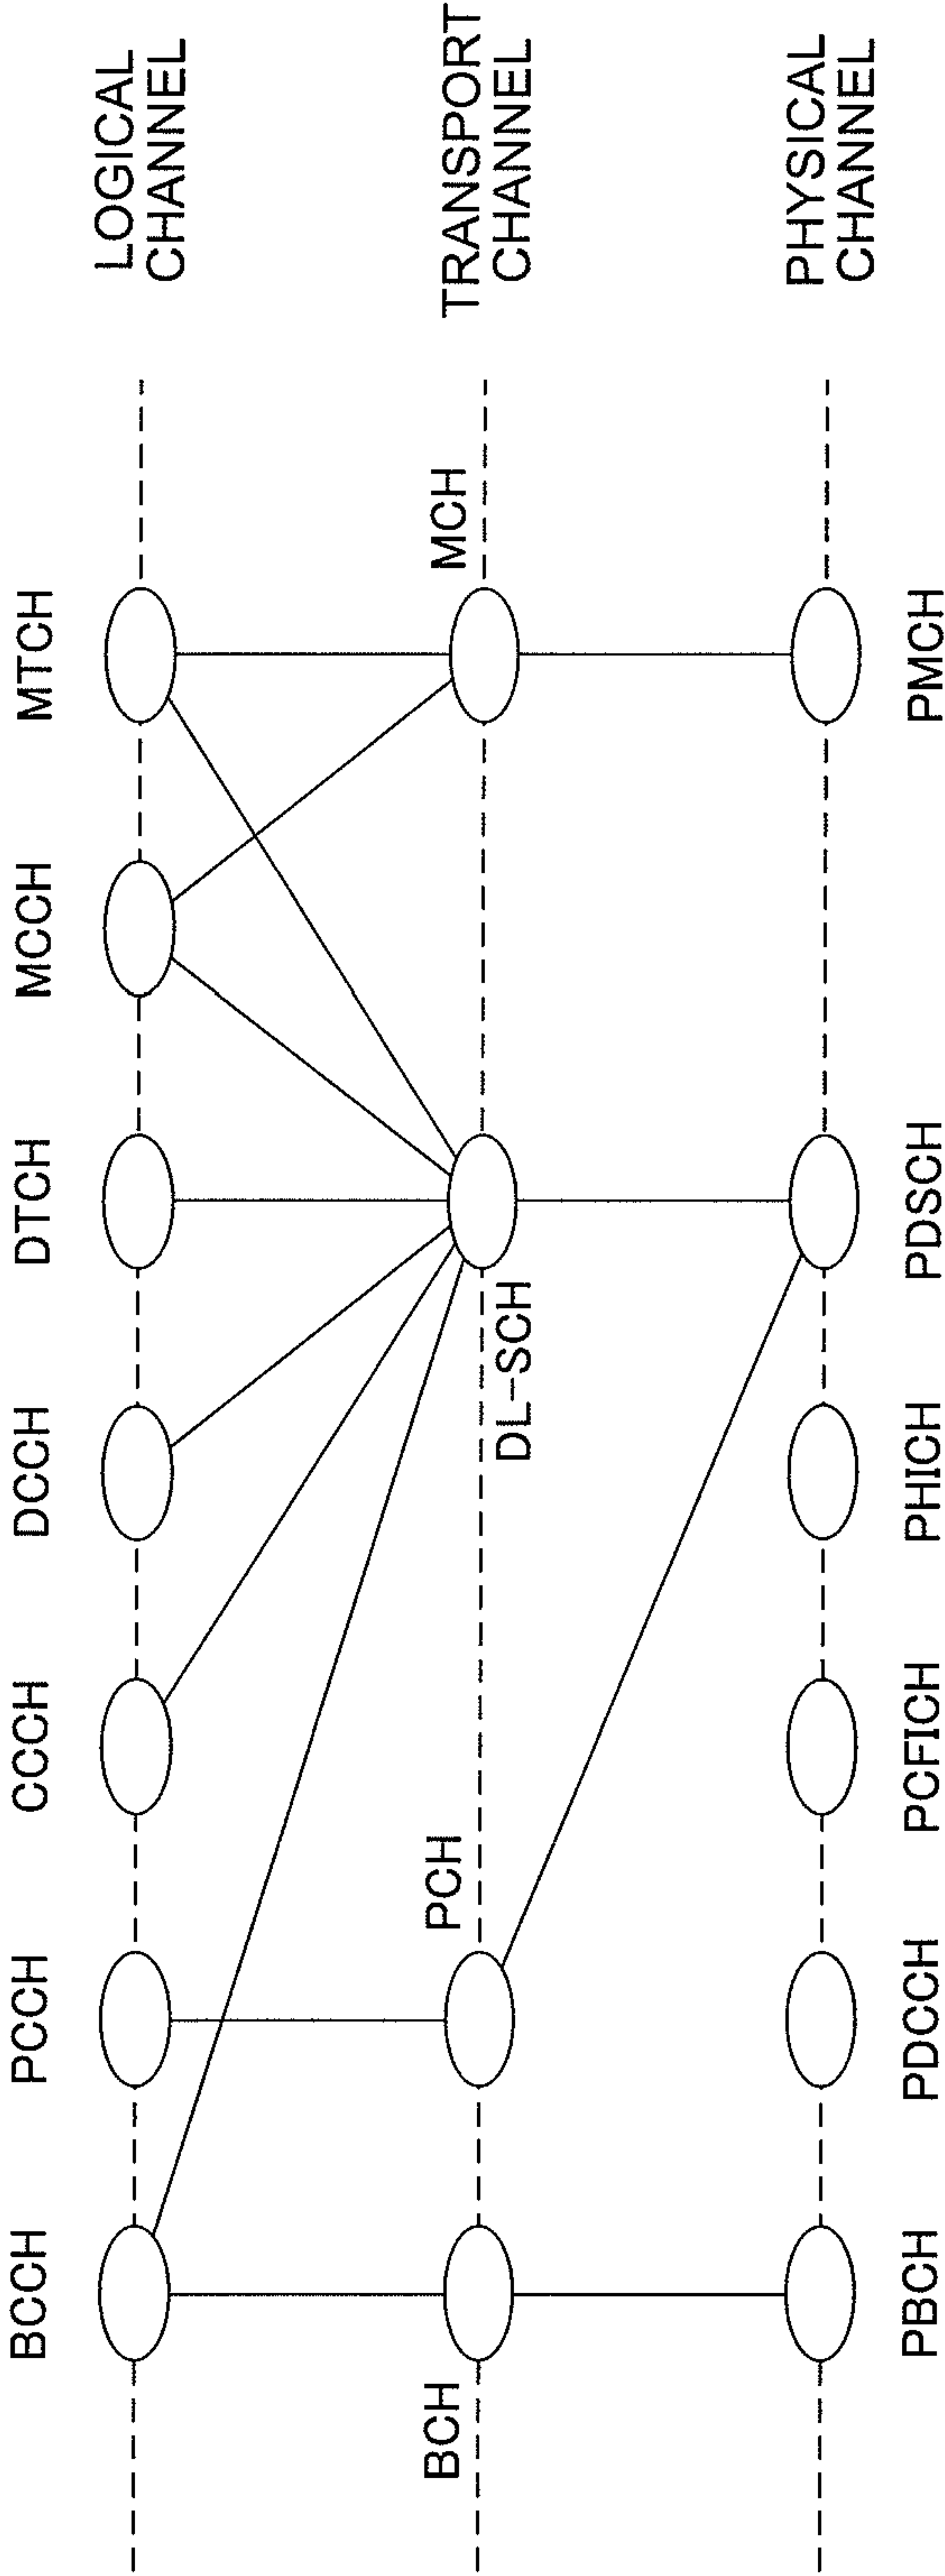 BCCH
PCCH
CCCH
DCCH
DTCH
MCCH
MTCH
LOGICAL
CHANNEL
BCH
PCH
DL-SCH
MCH
TRANSPORT
CHANNEL
PBCH
PDCCH
PCFICH
PHICH
PDSCH
PMCH
PHYSICAL
CHANNEL